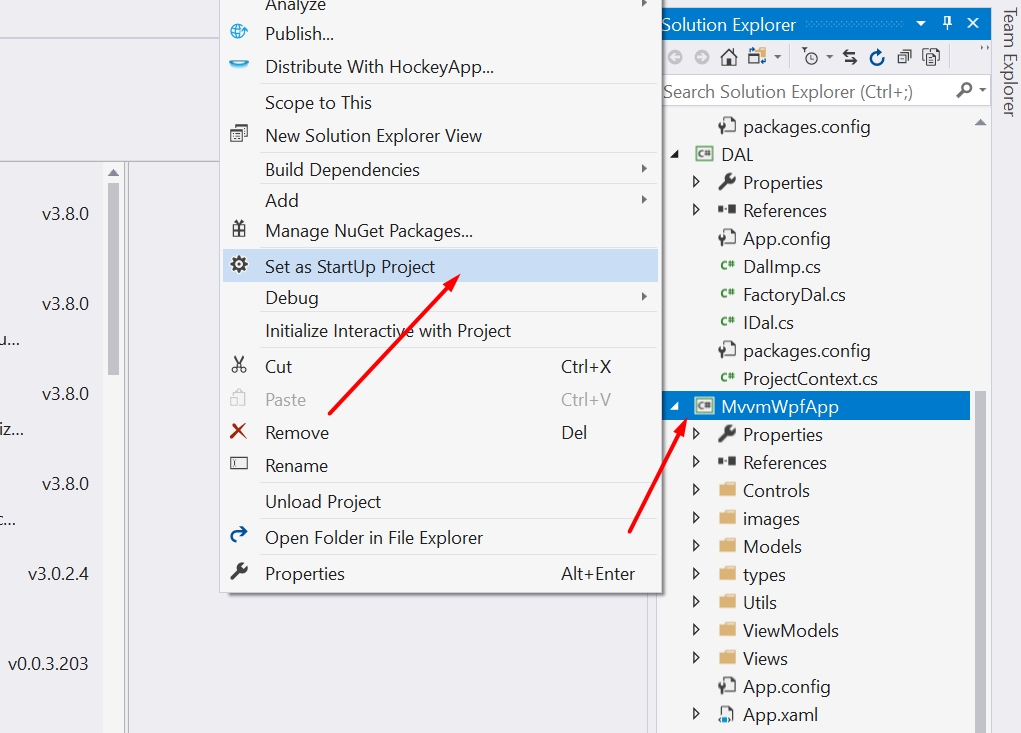 v3.8.0
v3.8.0
u...
v3.8.0
iz...
v3.8.0
c...
v3.0.2.4
v0.0.3.203
Analyze
Publish...
Distribute With HockeyApp...
Scope to This
New Solution Explorer View
Build Dependencies
Add
Manage NuGet Packages...
Set as StartUp Project
Debug
Initialize Interactive with Project
Cut Ctrl+X
Paste Ctrl+V
Remove Del
Rename
Unload Project
Open Folder in File Explorer
Properties Alt+Enter
Solution Explorer
Search Solution Explorer (Ctrl+;)
packages.config
C# DAL
Properties
References
App.config
C# DalImp.cs
C# FactoryDal.cs
C# IDal.cs
packages.config
C# ProjectContext.cs
C# MvvmWpfApp
Properties
References
Controls
images
Models
types
Utils
ViewModels
Views
App.config
App.xaml
Team Explorer